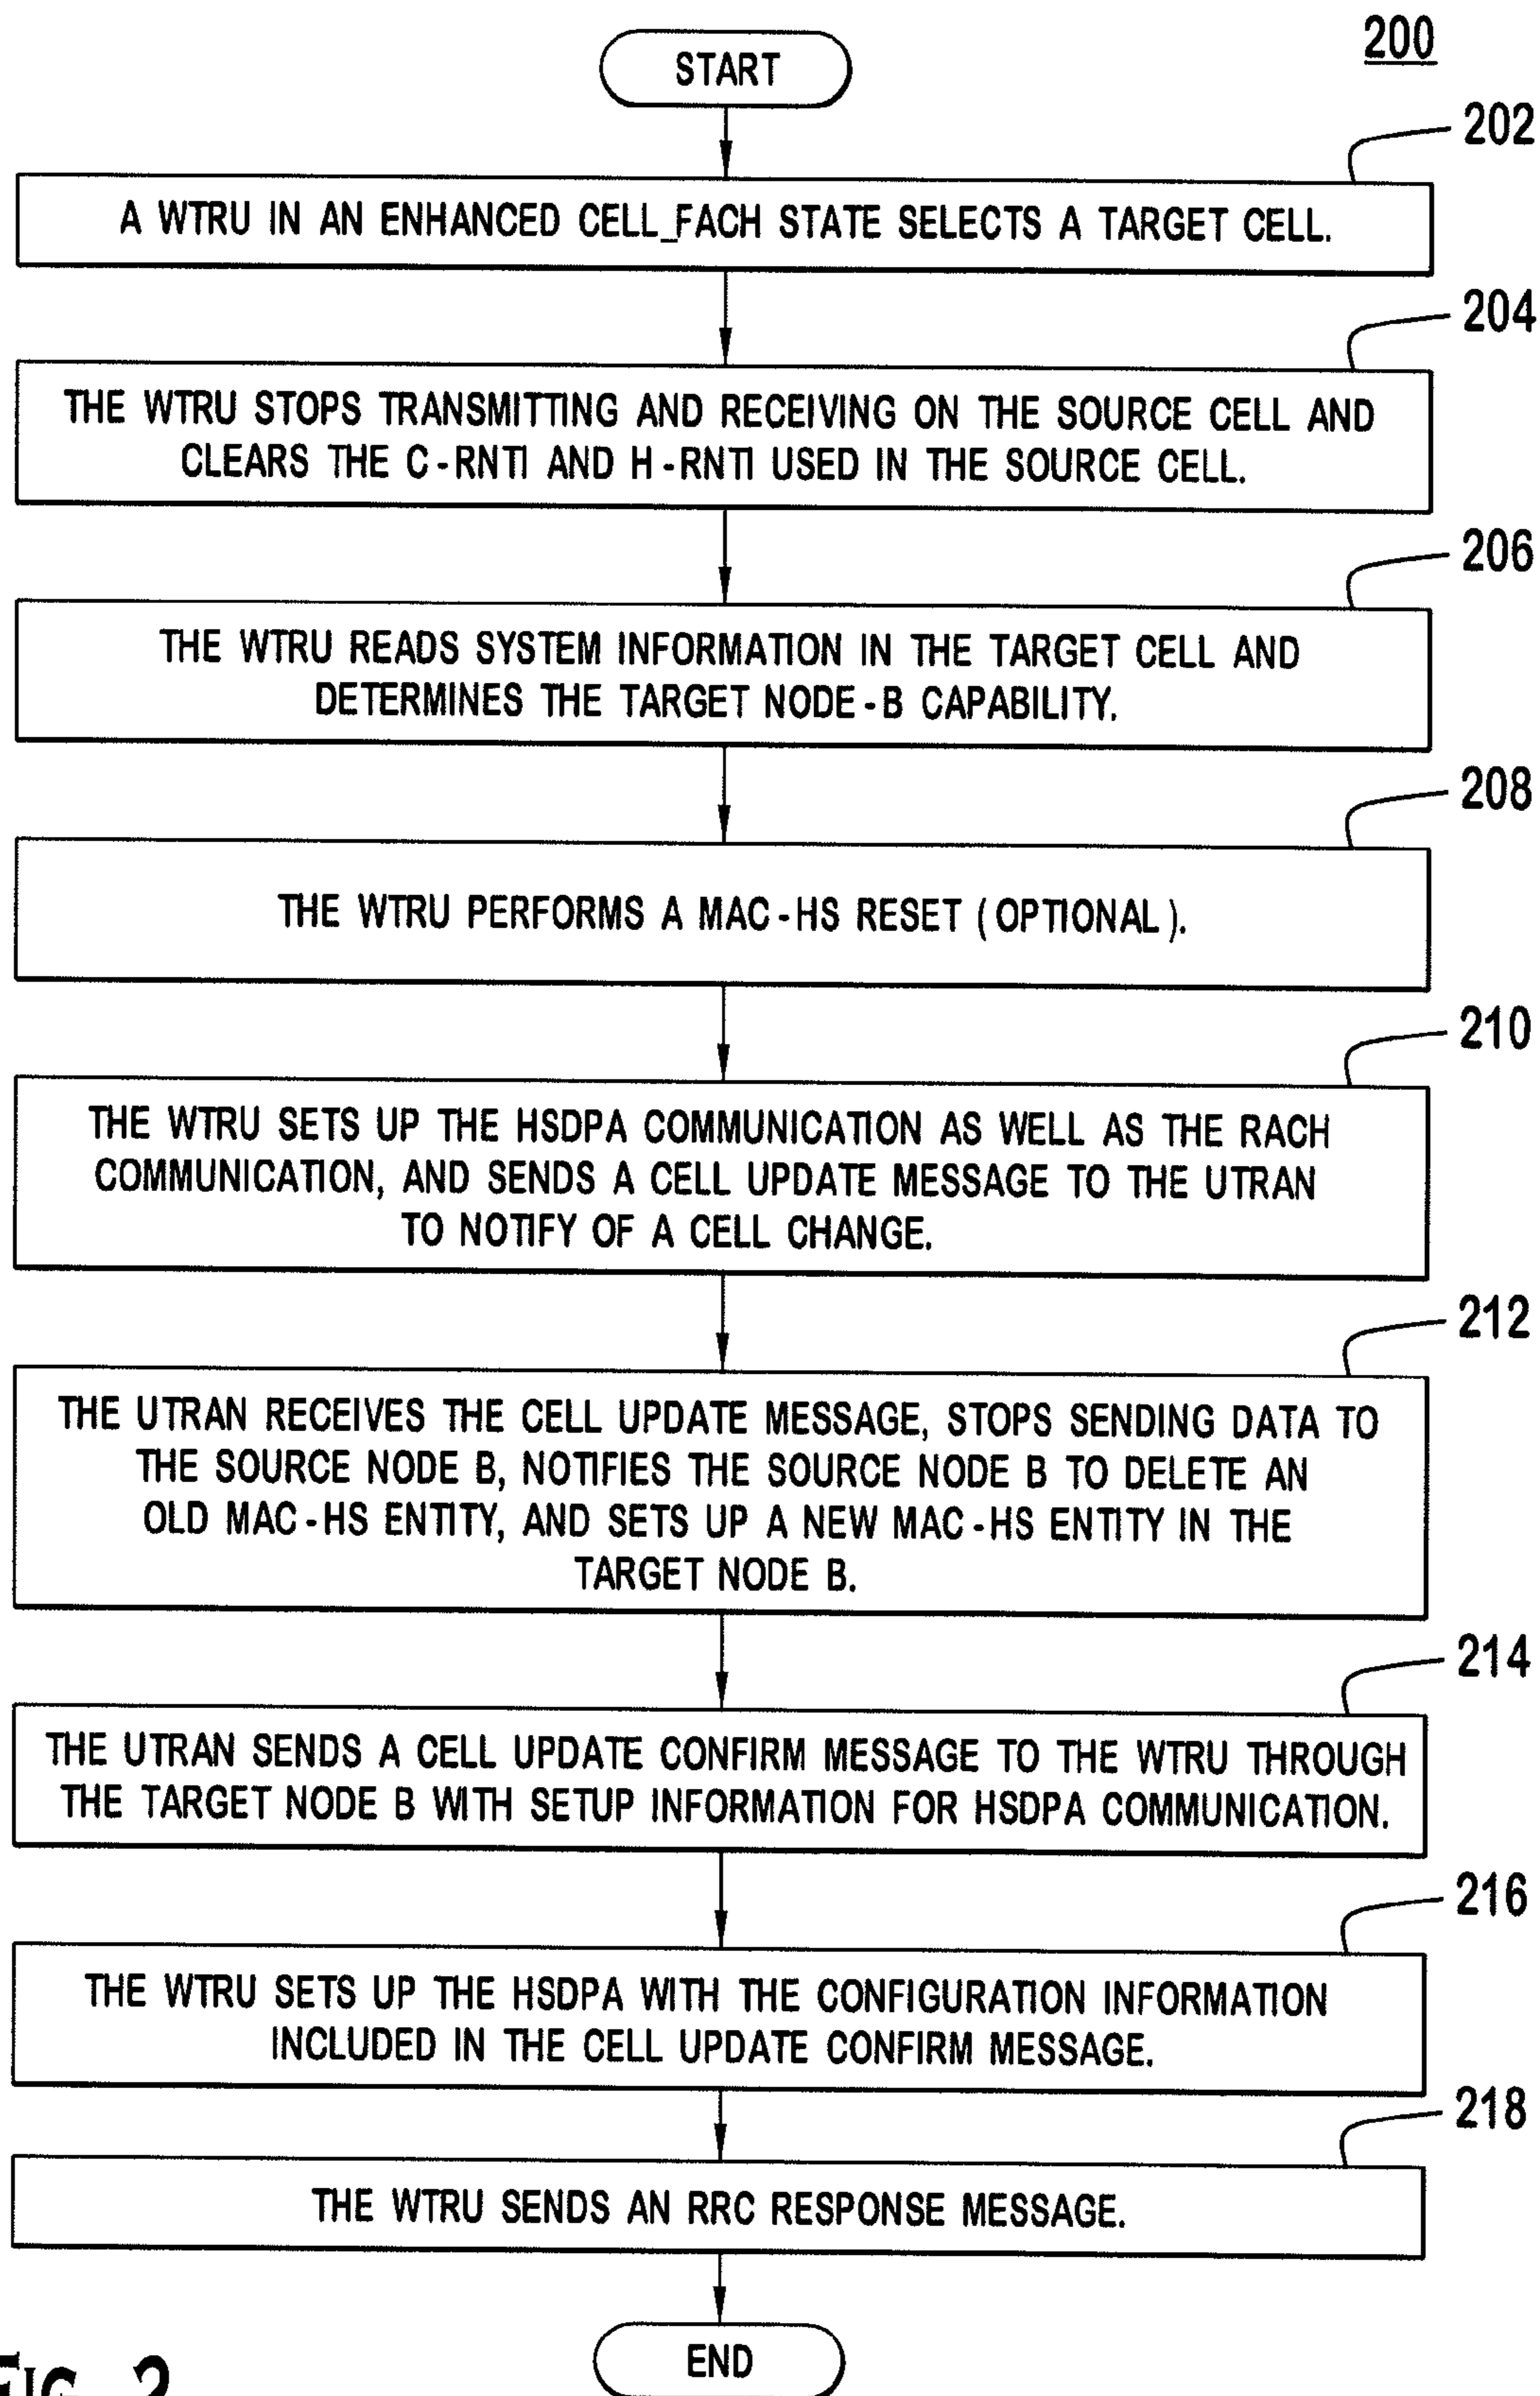 200
START
202
A WTRU IN AN ENHANCED CELL_FACH STATE SELECTS A TARGET CELL.
204
THE WTRU STOPS TRANSMITTING AND RECEIVING ON THE SOURCE CELL AND
CLEARS THE C-RNTI AND H-RNTI USED IN THE SOURCE CELL.
206
THE WTRU READS SYSTEM INFORMATION IN THE TARGET CELL AND
DETERMINES THE TARGET NODE-B CAPABILITY.
208
THE WTRU PERFORMS A MAC-HS RESET (OPTIONAL).
210
THE WTRU SETS UP THE HSDPA COMMUNICATION AS WELL AS THE RACH
COMMUNICATION, AND SENDS A CELL UPDATE MESSAGE TO THE UTRAN
TO NOTIFY OF A CELL CHANGE.
212
THE UTRAN RECEIVES THE CELL UPDATE MESSAGE, STOPS SENDING DATA TO
THE SOURCE NODE B, NOTIFIES THE SOURCE NODE B TO DELETE AN
OLD MAC-HS ENTITY, AND SETS UP A NEW MAC-HS ENTITY IN THE
TARGET NODE B.
214
THE UTRAN SENDS A CELL UPDATE CONFIRM MESSAGE TO THE WTRU THROUGH
THE TARGET NODE B WITH SETUP INFORMATION FOR HSDPA COMMUNICATION.
216
THE WTRU SETS UP THE HSDPA WITH THE CONFIGURATION INFORMATION
INCLUDED IN THE CELL UPDATE CONFIRM MESSAGE.
218
THE WTRU SENDS AN RRC RESPONSE MESSAGE.
END